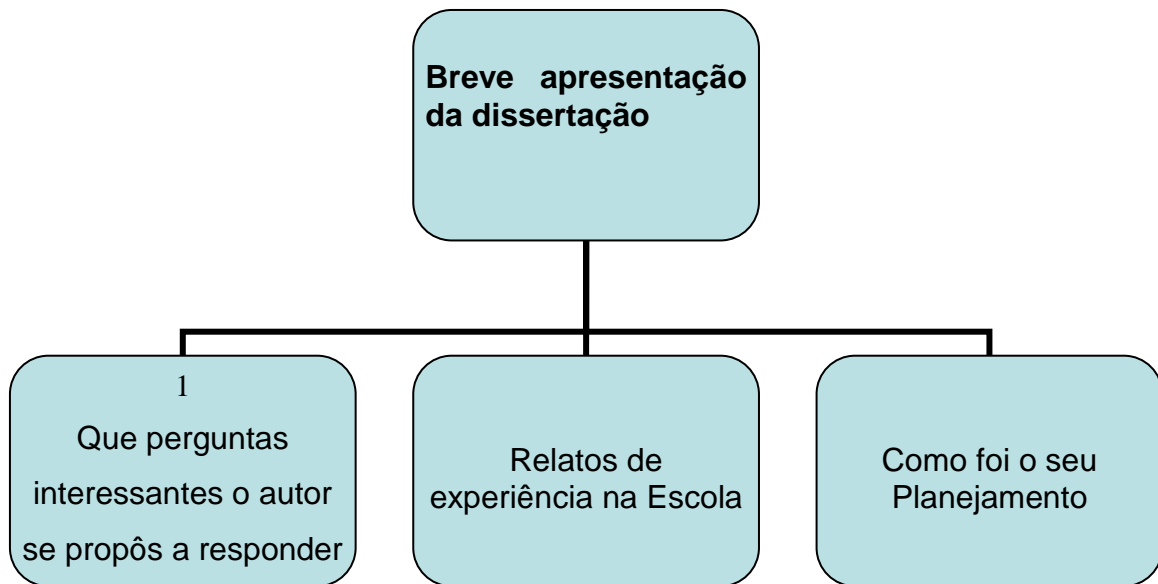 Breve apresentação
da dissertação
1
Que perguntas
interessantes o autor
se propôs a responder
Relatos de
experiência na Escola
Como foi o seu
Planejamento